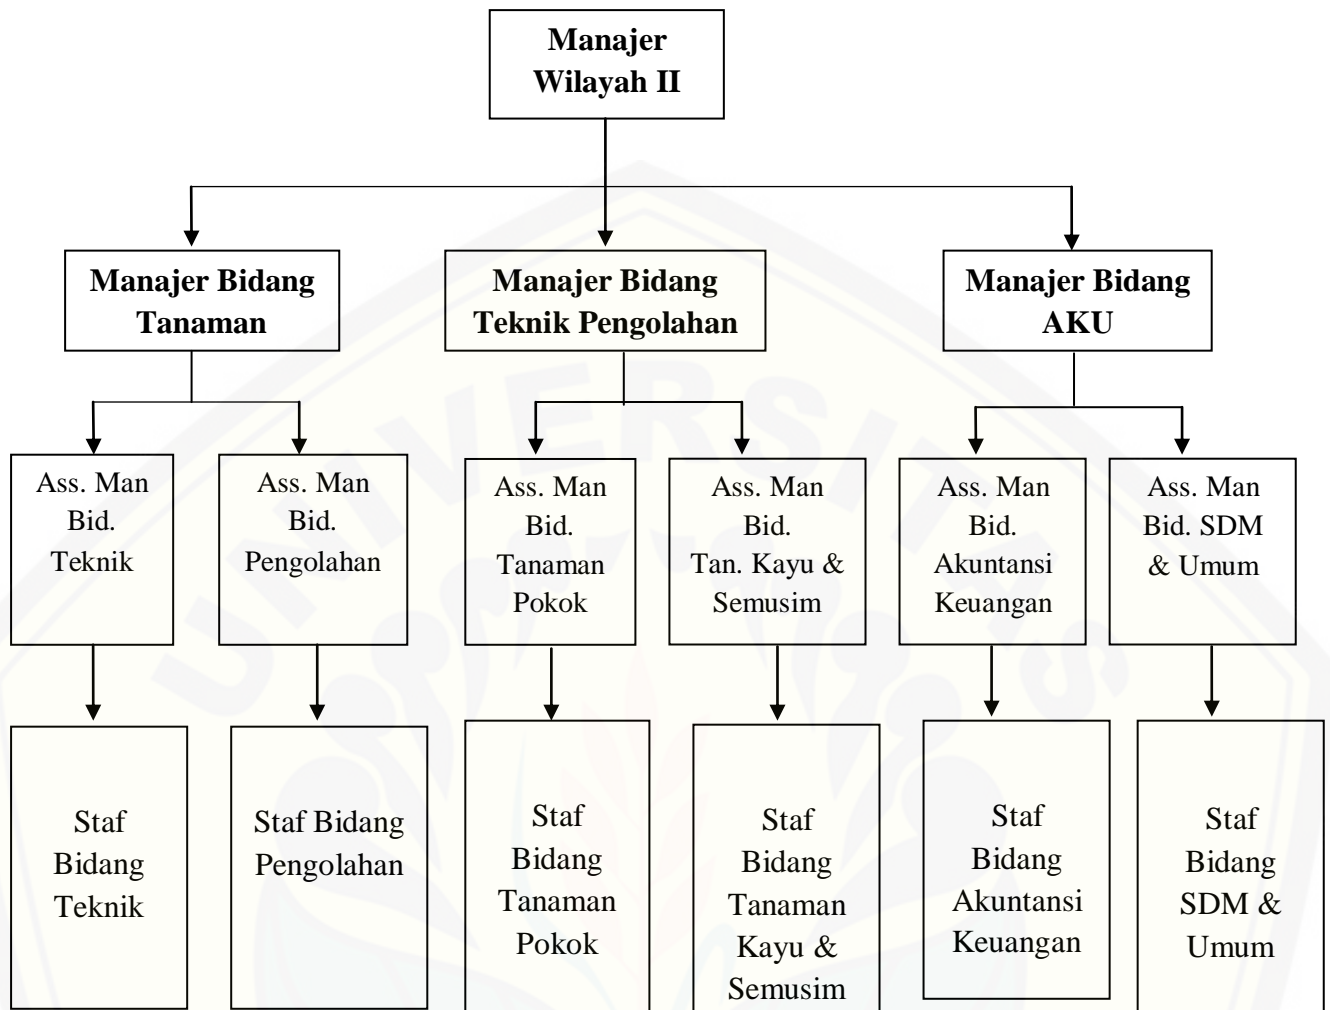 Manajer
Wilayah II
Manajer Bidang
Tanaman
Manajer Bidang
Teknik Pengolahan
Manajer Bidang
AKU
Ass. Man
Bid.
Teknik
Ass. Man
Bid.
Pengolahan
Ass. Man
Bid.
Tanaman
Pokok
Ass. Man
Bid.
Tan. Kayu &
Semusim
Ass. Man
Bid.
Akuntansi
Keuangan
Ass. Man
Bid. SDM
& Umum
Staf
Bidang
Teknik
Staf Bidang
Pengolahan
Staf
Bidang
Tanaman
Pokok
Staf
Bidang
Tanaman
Kayu &
Semusim
Staf
Bidang
Akuntansi
Keuangan
Staf
Bidang
SDM &
Umum
UNIVERSITAS